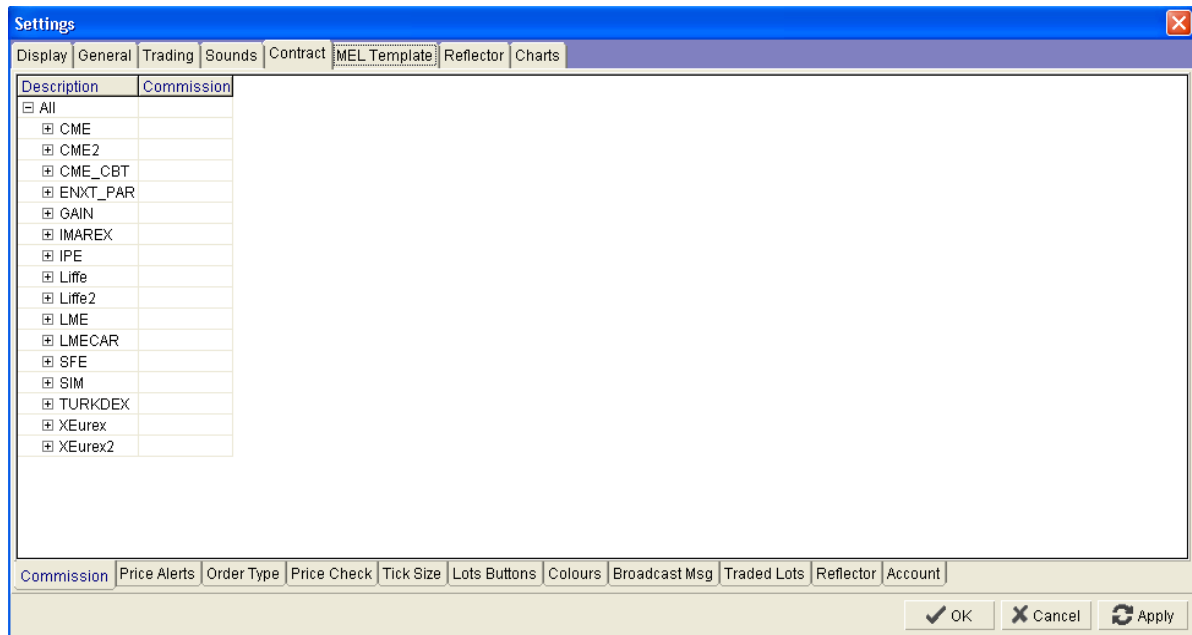 Settings
Display General Trading Sounds Contract MEL Template Reflector Charts
Description Commission
All
CME
CME2
CME_CBT
ENXT_PAR
GAIN
IMAREX
IPE
Liffe
Liffe2
LME
LMECAR
SFE
SIM
TURKDEX
XEurex
XEurex2
Commission Price Alerts Order Type Price Check Tick Size Lots Buttons Colours Broadcast Msg Traded Lots Reflector Account
OK Cancel Apply